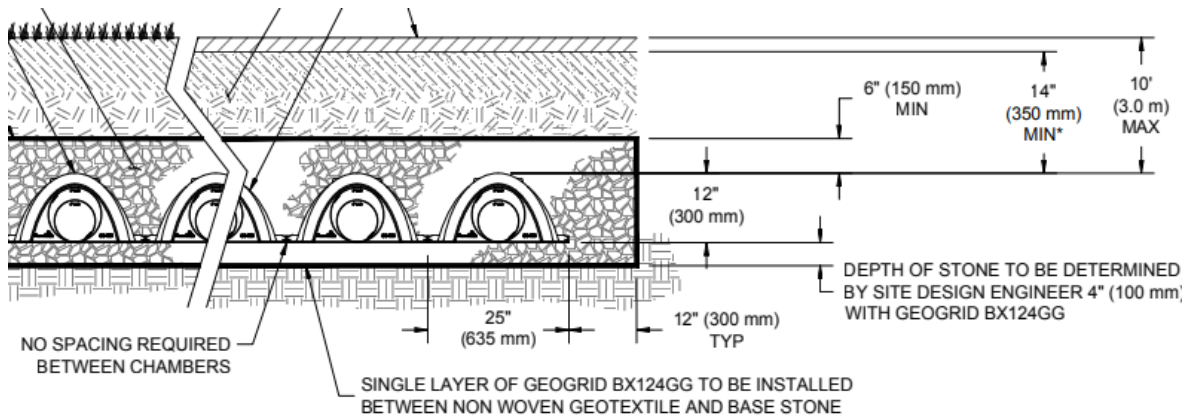 6" (150 mm)
MIN
14"
(350 mm)
MIN*
10'
(3.0 m)
MAX
12"
(300 mm)
DEPTH OF STONE TO BE DETERMINED
BY SITE DESIGN ENGINEER 4" (100 mm)
WITH GEOGRID BX124GG
25"
(635 mm)
12" (300 mm)
TYP
NO SPACING REQUIRED
BETWEEN CHAMBERS
SINGLE LAYER OF GEOGRID BX124GG TO BE INSTALLED
BETWEEN NON WOVEN GEOTEXTILE AND BASE STONE